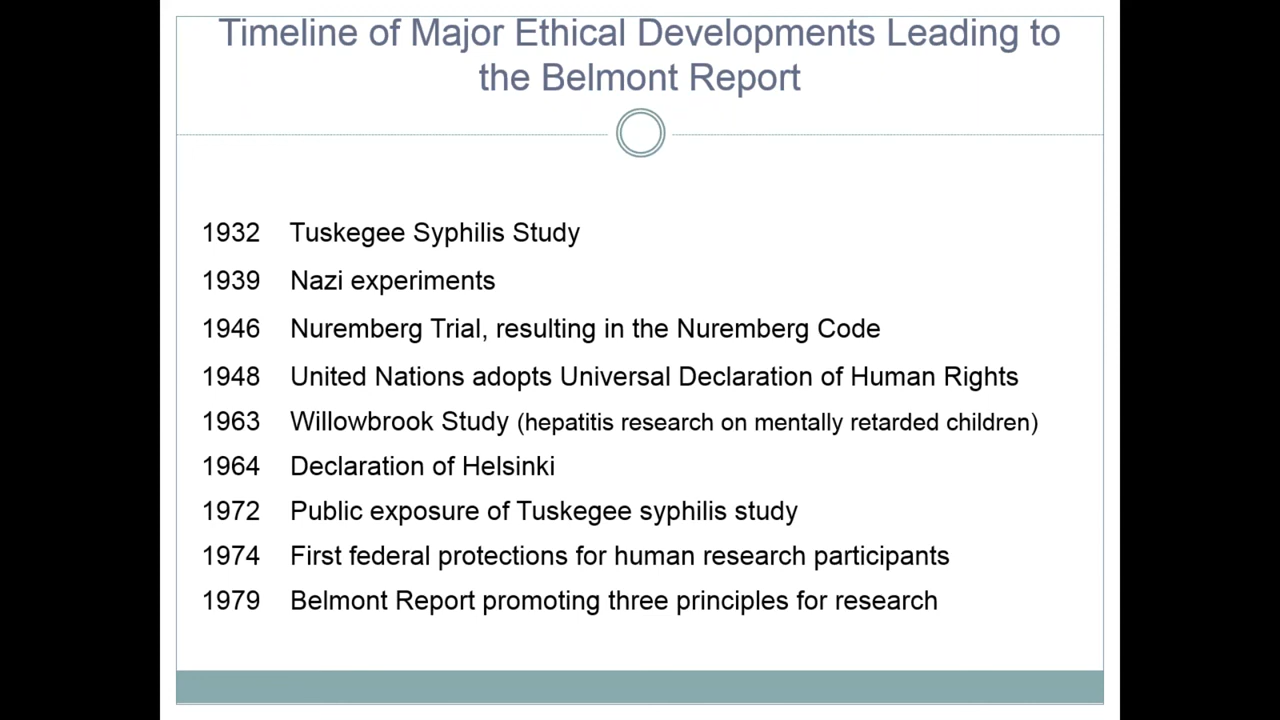 Timeline of Major Ethical Developments Leading to
the Belmont Report
1932 Tuskegee Syphilis Study
1939 Nazi experiments
1946 Nuremberg Trial, resulting in the Nuremberg Code
1948 United Nations adopts Universal Declaration of Human Rights
1963 Willowbrook Study (hepatitis research on mentally retarded children)
1964 Declaration of Helsinki
1972 Public exposure of Tuskegee syphilis study
1974 First federal protections for human research participants
1979 Belmont Report promoting three principles for research